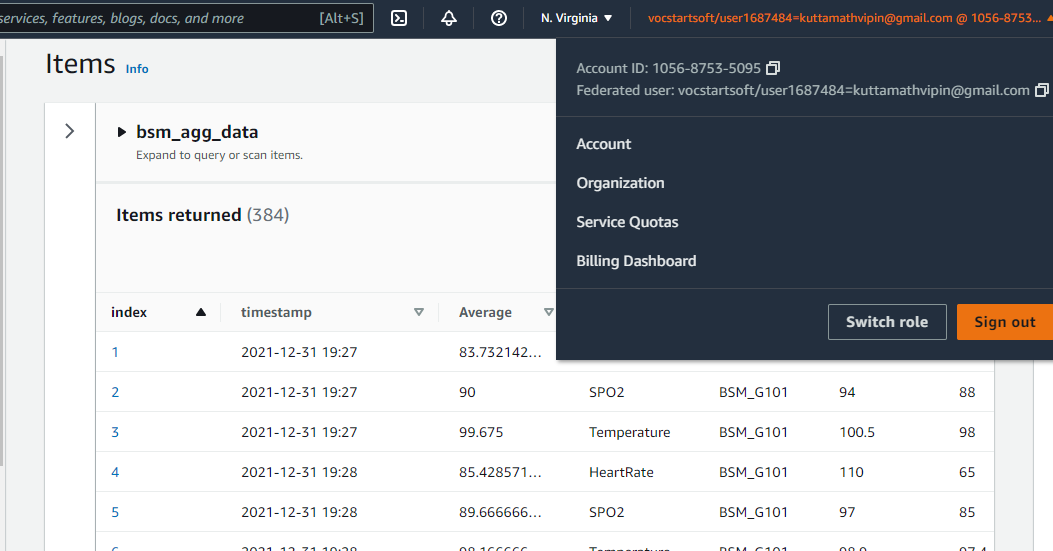 services, features, blogs, docs, and more [Alt+S] N. Virginia vocstartsoft/user1687484=kuttamathvipin@gmail.com @ 1056-8753...
Items Info
Account ID: 1056-8753-5095
Federated user: vocstartsoft/user1687484=kuttamathvipin@gmail.com
bsm_agg_data
Expand to query or scan items.
Account
Organization
Items returned (384)
Service Quotas
Billing Dashboard
Switch role Sign out
index timestamp Average
1 2021-12-31 19:27 83.732142...
2 2021-12-31 19:27 90 SPO2 BSM_G101 94 88
3 2021-12-31 19:27 99.675 Temperature BSM_G101 100.5 98
4 2021-12-31 19:28 85.428571... HeartRate BSM_G101 110 65
5 2021-12-31 19:28 89.666666... SPO2 BSM_G101 97 85